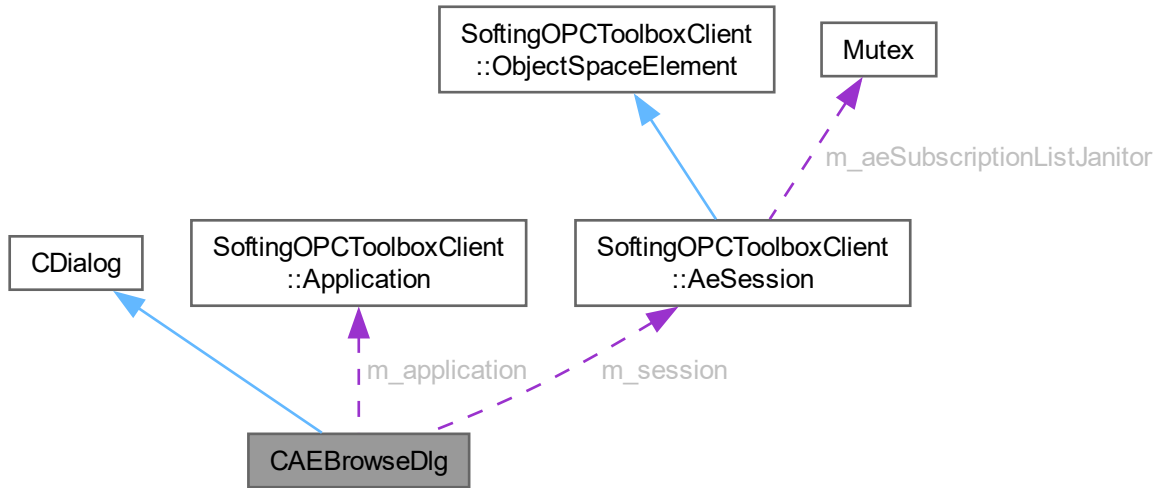 SoftingOPCToolboxClient
::ObjectSpaceElement
Mutex
m_aeSubscriptionListJanitor
CDialog
SoftingOPCToolboxClient
::Application
SoftingOPCToolboxClient
::AeSession
m_application
m_session
CAEBrowseDlg